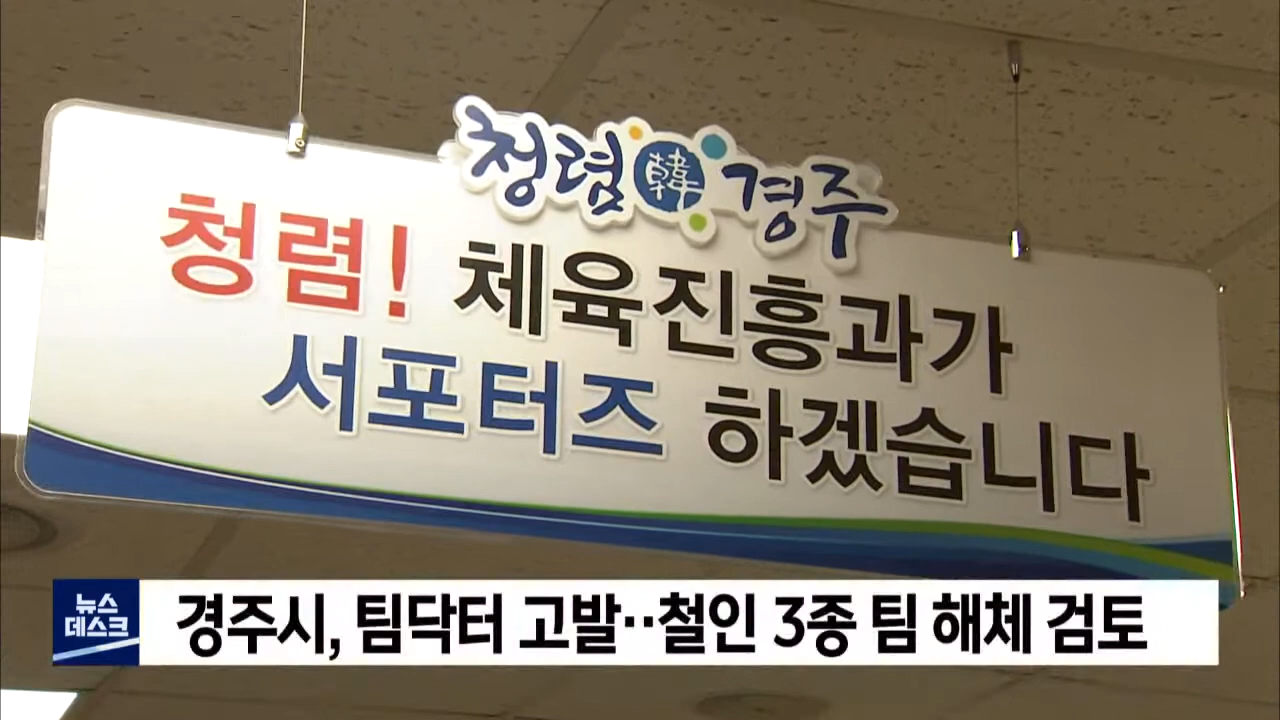 청렴韓경주
청렴! 체육진흥과가
서포터즈 하겠습니다
뉴스
데스크
경주시, 팀닥터 고발··철인 3종 팀 해체 검토